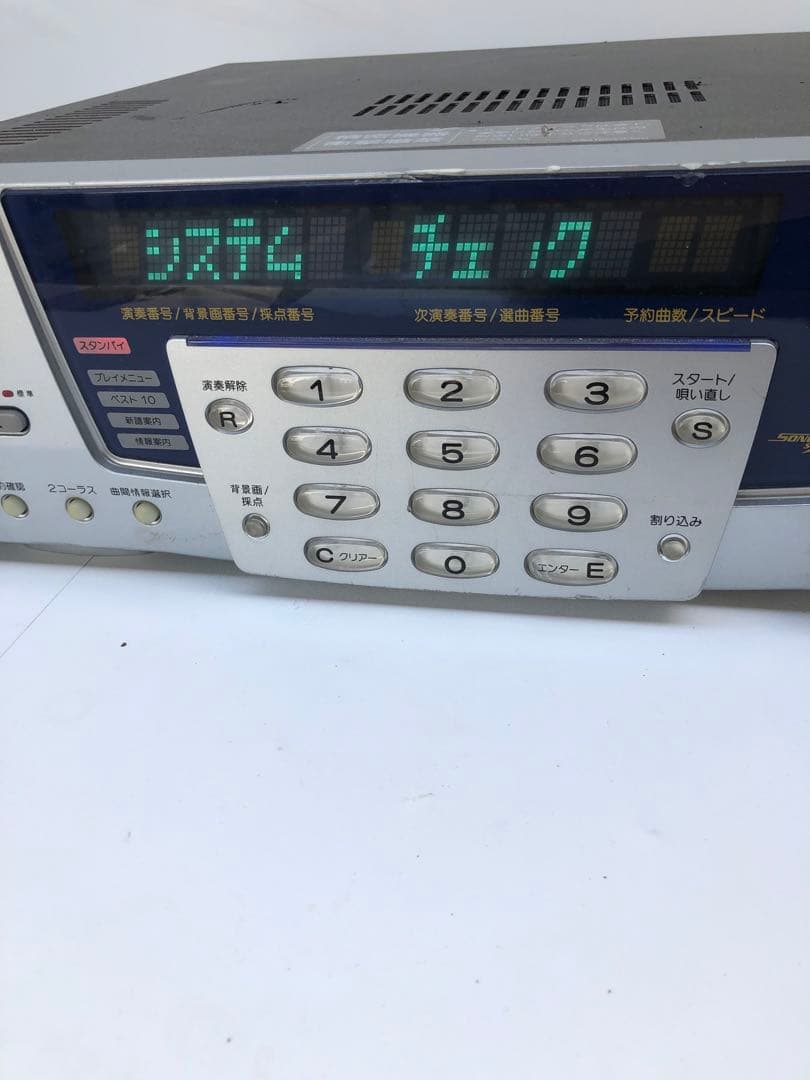 システム チェック
演奏番号/背景画番号/採点番号 次演奏番号/選曲番号 予約曲数/スピード
スタンバイ
プレイメニュー
ベスト10
新譜案内
情報案内
標準
2コーラス
曲間情報選択
演奏解除
R
背景画/
採点
1 2 3
4 5 6
7 8 9
C クリアー 0 エンター E
スタート/
唄い直し
S
割り込み